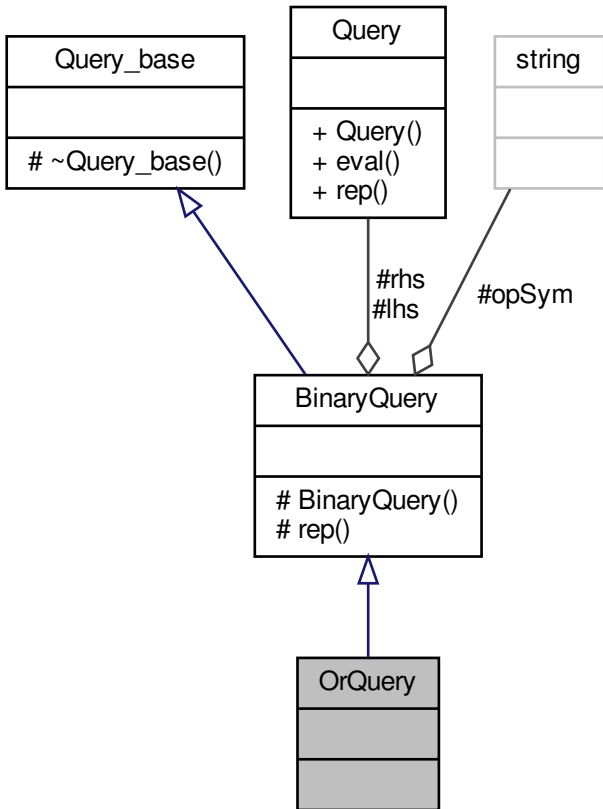 Query_base
# ~Query_base()
Query
+ Query()
+ eval()
+ rep()
string
#rhs
#lhs
#opSym
BinaryQuery
# BinaryQuery()
# rep()
OrQuery